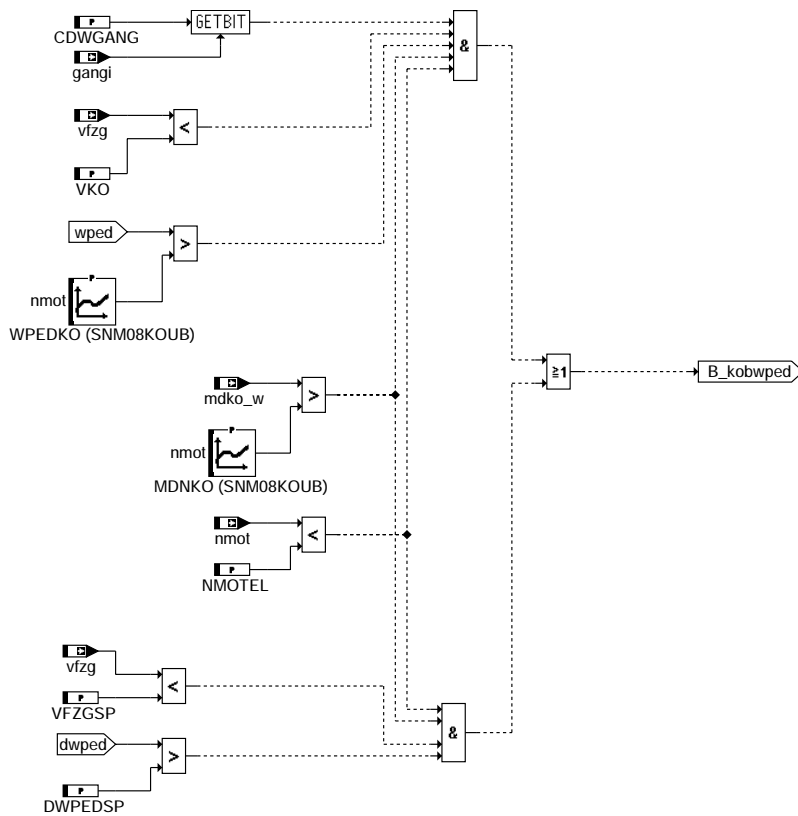 P
CDWGANG
GETBIT
gangi
&
vfzg
<
P
VKO
wped
>
P
nmot
WPEDKO (SNM08KOUB)
mdko_w
>
P
nmot
MDNKO (SNM08KOUB)
≥1
B_kobwped
nmot
<
P
NMOTEL
vfzg
<
P
VFZGSP
&
dwped
>
P
DWPEDSP